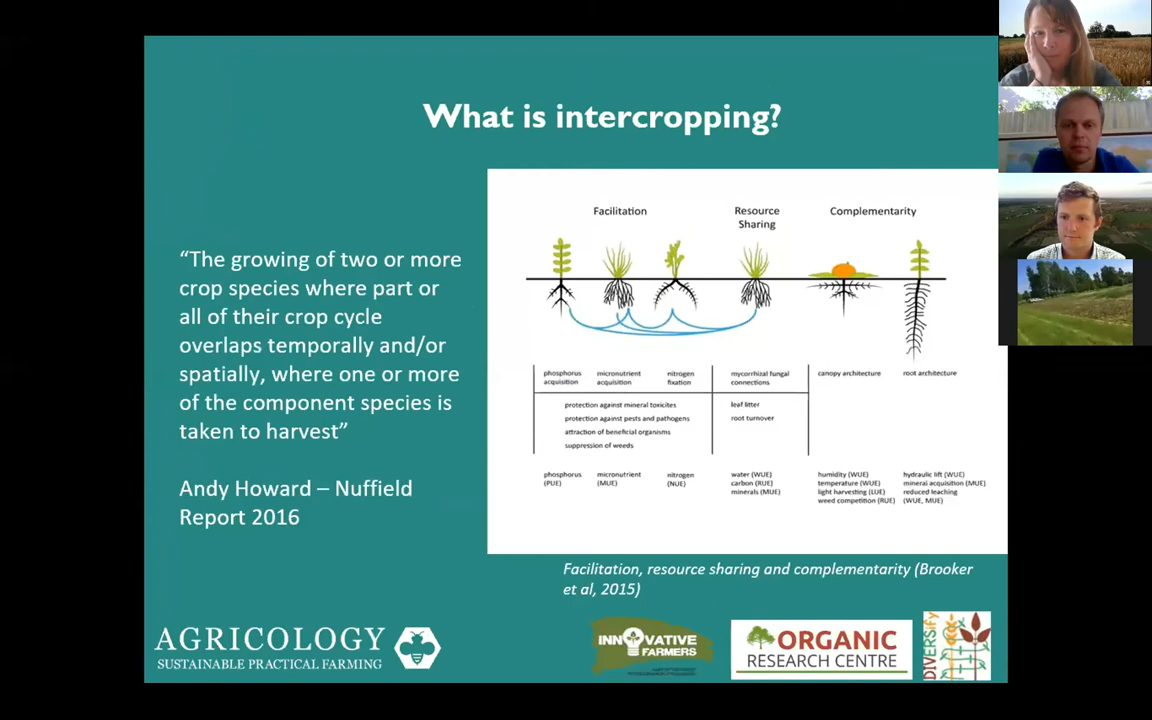 What is intercropping?
“The growing of two or more
crop species where part or
all of their crop cycle
overlaps temporally and/or
spatially, where one or more
of the component species is
taken to harvest”
Andy Howard – Nuffield
Report 2016
Facilitation
Resource
Sharing
Complementarity
phosphorus
acquisition
micronutrient
acquisition
nitrogen
fixation
mycorrhizal fungal
connections
canopy architecture
root architecture
protection against mineral toxicites
protection against pests and pathogens
attraction of beneficial organisms
suppression of weeds
leaf litter
root turnover
phosphorus
(PUE)
micronutrient
(MUE)
nitrogen
(NUE)
water (WUE)
carbon (RUE)
minerals (MUE)
humidity (WUE)
temperature (WUE)
light harvesting (LUE)
weed competition (RUE)
hydraulic lift (WUE)
mineral acquisition (MUE)
reduced leaching
(WUE, MUE)
Facilitation, resource sharing and complementarity (Brooker
et al, 2015)
AGRICOLOGY
SUSTAINABLE PRACTICAL FARMING
INNOVATIVE
FARMERS
ORGANIC
RESEARCH CENTRE
DIVERSify